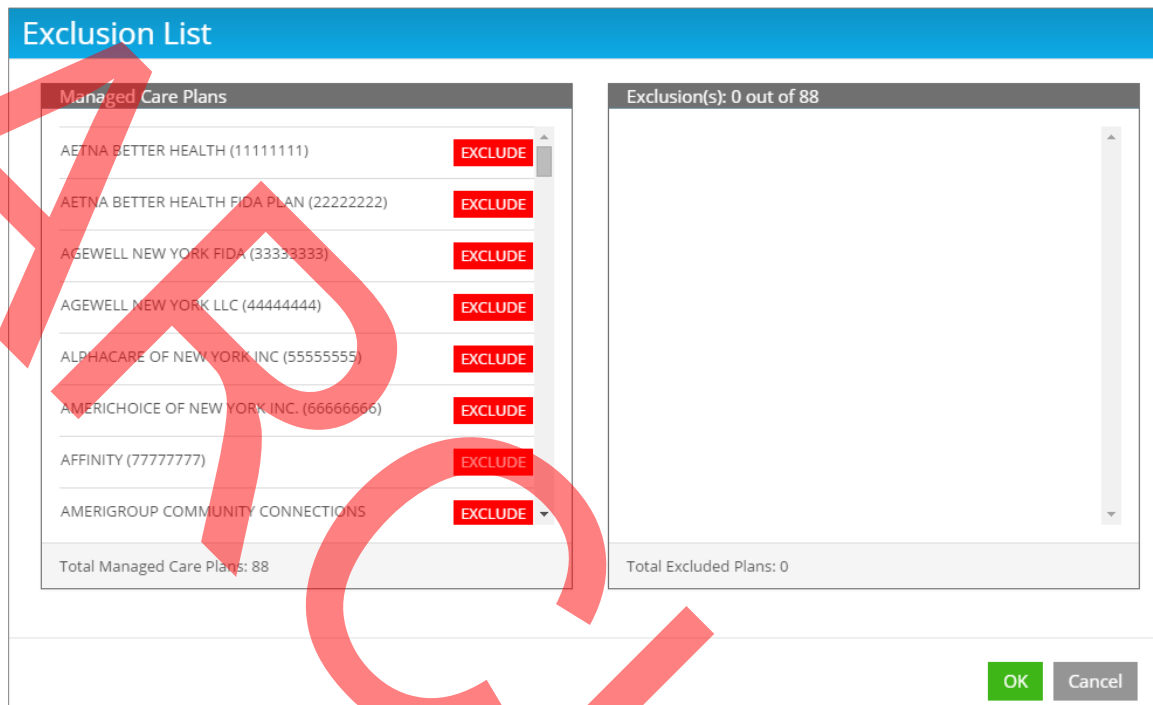 Exclusion List
Managed Care Plans
AETNA BETTER HEALTH (11111111) EXCLUDE
AETNA BETTER HEALTH FIDA PLAN (22222222) EXCLUDE
AGEWELL NEW YORK FIDA (33333333) EXCLUDE
AGEWELL NEW YORK LLC (44444444) EXCLUDE
ALPHACARE OF NEW YORK INC (55555555) EXCLUDE
AMERICHOICE OF NEW YORK INC. (66666666) EXCLUDE
AFFINITY (77777777) EXCLUDE
AMERIGROUP COMMUNITY CONNECTIONS EXCLUDE
Total Managed Care Plans: 88
Exclusion(s): 0 out of 88
Total Excluded Plans: 0
OK Cancel